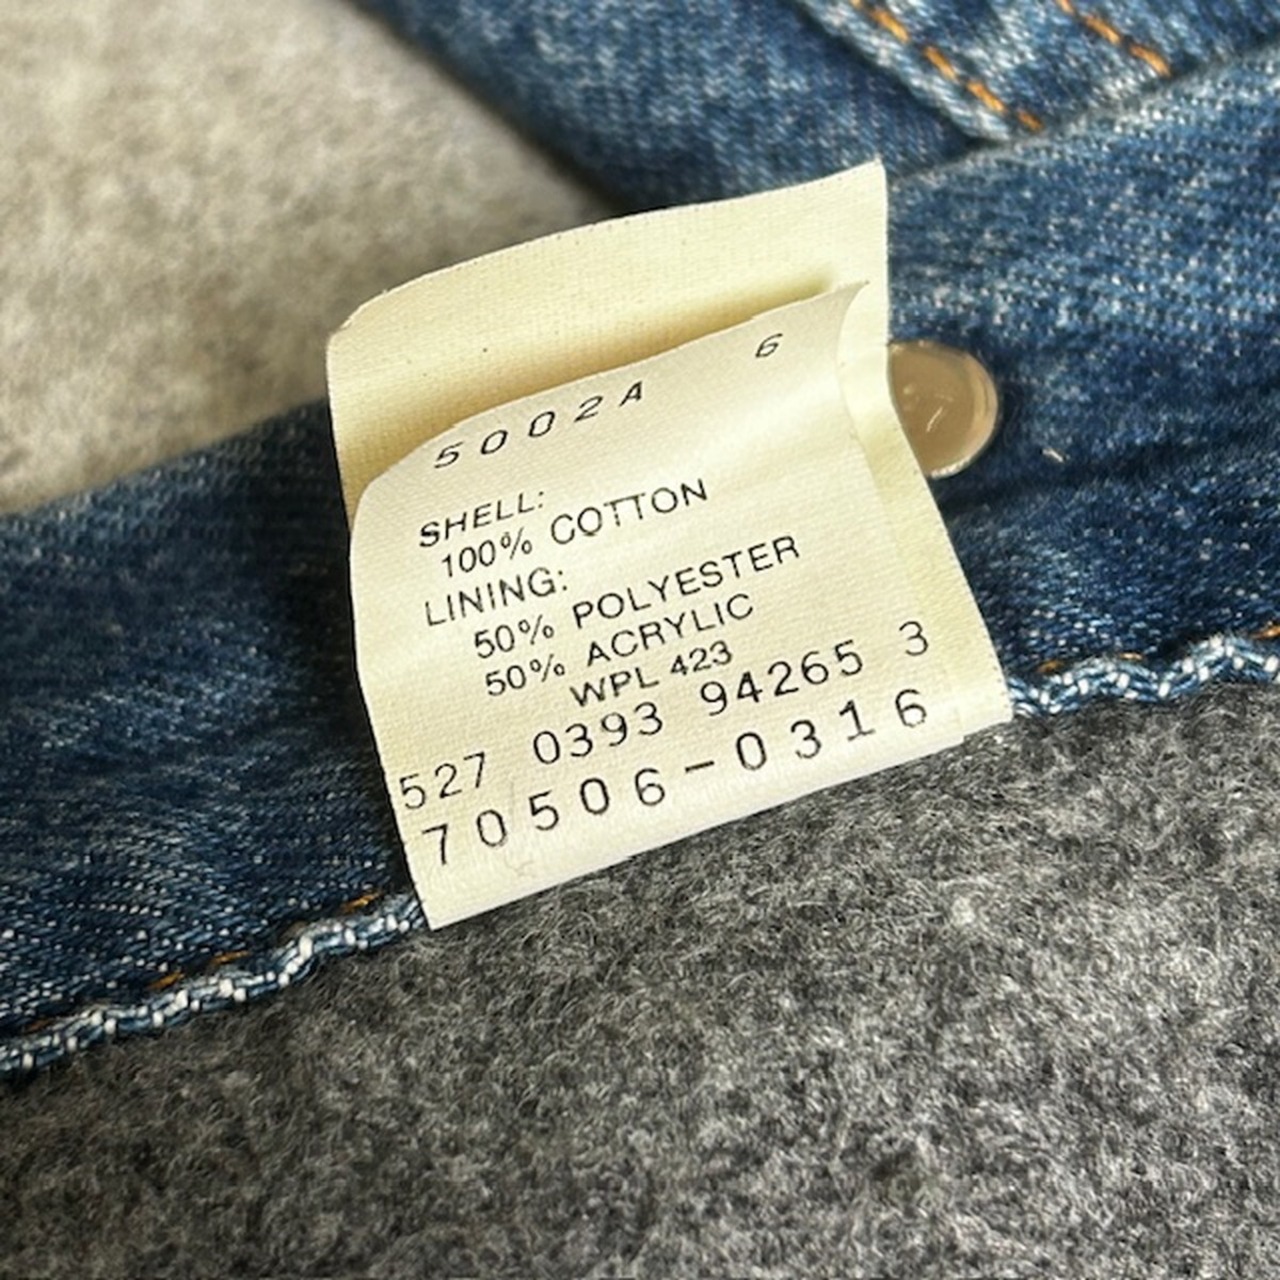 5002A 6
SHELL:
100% COTTON
LINING:
50% POLYESTER
50% ACRYLIC
WPL 423
527 0393 94265 3
70506-0316